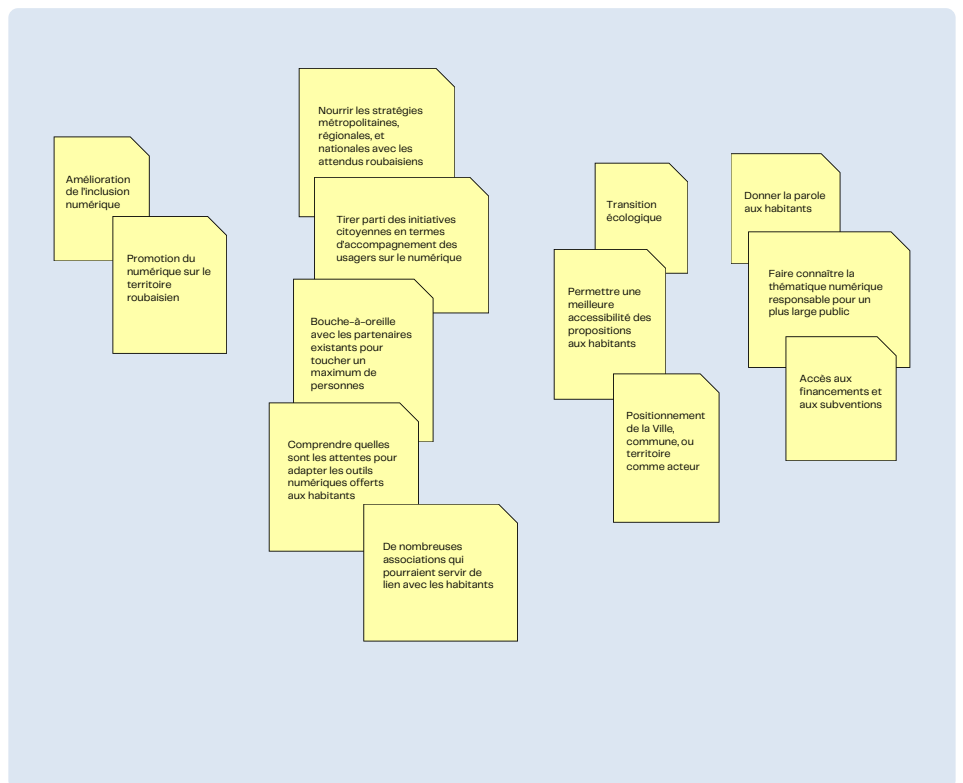 Amélioration
de l'inclusion
numérique
Promotion du
numérique sur le
territoire
roubaisien
Nourrir les stratégies
métropolitaines,
régionales, et
nationales avec les
attendus roubaisiens
Tirer parti des initiatives
citoyennes en termes
d'accompagnement des
usagers sur le numérique
Bouche-à-oreille
avec les partenaires
existants pour
toucher un
maximum de
personnes
Comprendre quelles
sont les attentes pour
adapter les outils
numériques offerts
aux habitants
De nombreuses
associations qui
pourraient servir de
lien avec les habitants
Transition
écologique
Permettre une
meilleure
accessibilité des
propositions
aux habitants
Positionnement
de la Ville,
commune, ou
territoire
comme acteur
Donner la parole
aux habitants
Faire connaître la
thématique numérique
responsable pour un
plus large public
Accès aux
financements et
aux subventions